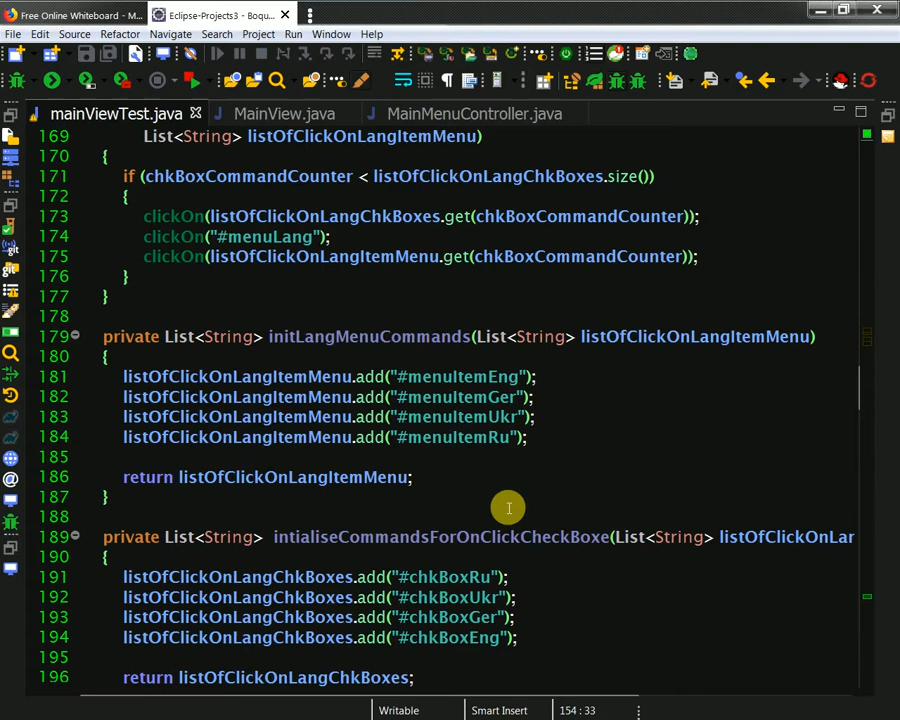 Free Online Whiteboard - M...
Eclipse-Projects3 - Boqu...
File Edit Source Refactor Navigate Search Project Run Window Help
mainViewTest.java MainView.java MainMenuController.java
169 List<String> listOfClickOnLangItemMenu)
170 {
171 if (chkBoxCommandCounter < listOfClickOnLangChkBoxes.size())
172 {
173 clickOn(listOfClickOnLangChkBoxes.get(chkBoxCommandCounter));
174 clickOn("#menuLang");
175 clickOn(listOfClickOnLangItemMenu.get(chkBoxCommandCounter));
176 }
177 }
178
179 private List<String> initLangMenuCommands(List<String> listOfClickOnLangItemMenu)
180 {
181 listOfClickOnLangItemMenu.add("#menuItemEng");
182 listOfClickOnLangItemMenu.add("#menuItemGer");
183 listOfClickOnLangItemMenu.add("#menuItemUkr");
184 listOfClickOnLangItemMenu.add("#menuItemRu");
185
186 return listOfClickOnLangItemMenu;
187 }
188
189 private List<String> intialiseCommandsForOnClickCheckBoxe(List<String> listOfClickOnLar
190 {
191 listOfClickOnLangChkBoxes.add("#chkBoxRu");
192 listOfClickOnLangChkBoxes.add("#chkBoxUkr");
193 listOfClickOnLangChkBoxes.add("#chkBoxGer");
194 listOfClickOnLangChkBoxes.add("#chkBoxEng");
195
196 return listOfClickOnLangChkBoxes;
Writable Smart Insert 154 : 33